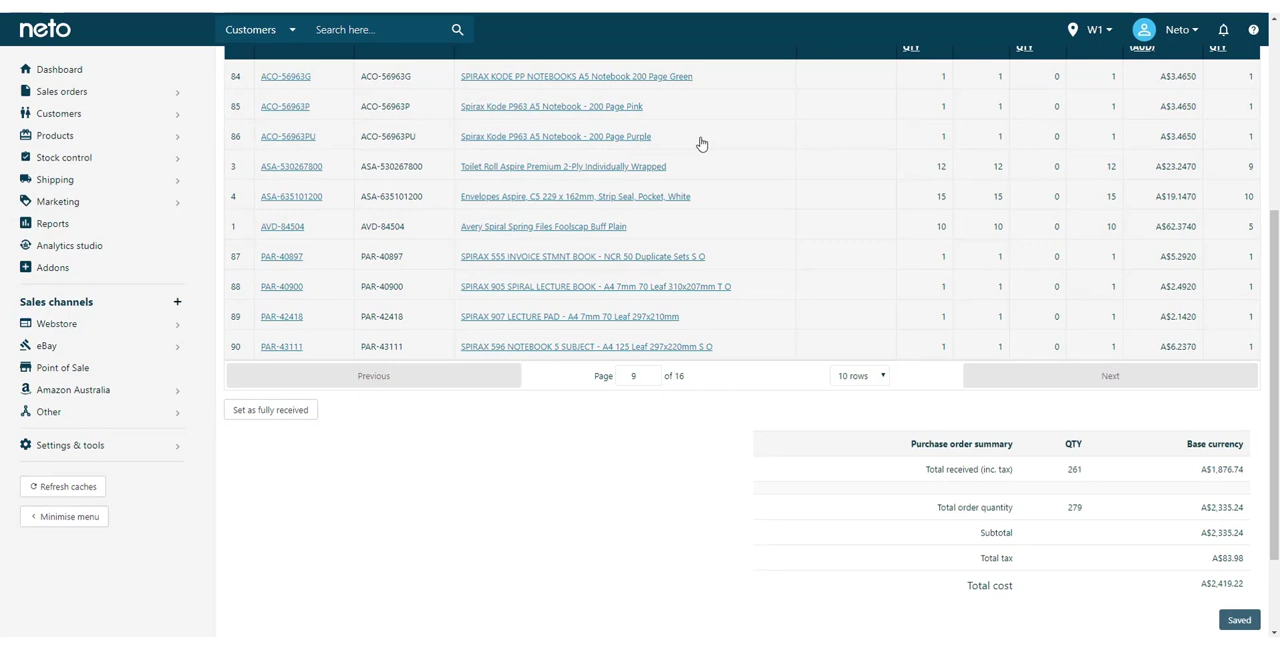 neto Customers Search here... W1 Neto
Dashboard
Sales orders
Customers
Products
Stock control
Shipping
Marketing
Reports
Analytics studio
Addons
Sales channels +
Webstore
eBay
Point of Sale
Amazon Australia
Other
Settings & tools
Refresh caches
Minimise menu
QTY QTY (AUD) QTY
84 ACO-56963G ACO-56963G SPIRAX KODE PP NOTEBOOKS A5 Notebook 200 Page Green 1 1 0 1 A$3.4650 1
85 ACO-56963P ACO-56963P Spirax Kode P963 A5 Notebook - 200 Page Pink 1 1 0 1 A$3.4650 1
86 ACO-56963PU ACO-56963PU Spirax Kode P963 A5 Notebook - 200 Page Purple 1 1 0 1 A$3.4650 1
3 ASA-530267800 ASA-530267800 Toilet Roll Aspire Premium 2-Ply Individually Wrapped 12 12 0 12 A$23.2470 9
4 ASA-635101200 ASA-635101200 Envelopes Aspire, C5 229 x 162mm, Strip Seal, Pocket, White 15 15 0 15 A$19.1470 10
1 AVD-84504 AVD-84504 Avery Spiral Spring Files Foolscap Buff Plain 10 10 0 10 A$62.3740 5
87 PAR-40897 PAR-40897 SPIRAX 555 INVOICE STMNT BOOK - NCR 50 Duplicate Sets S O 1 1 0 1 A$5.2920 1
88 PAR-40900 PAR-40900 SPIRAX 905 SPIRAL LECTURE BOOK - A4 7mm 70 Leaf 310x207mm T O 1 1 0 1 A$2.4920 1
89 PAR-42418 PAR-42418 SPIRAX 907 LECTURE PAD - A4 7mm 70 Leaf 297x210mm 1 1 0 1 A$2.1420 1
90 PAR-43111 PAR-43111 SPIRAX 596 NOTEBOOK 5 SUBJECT - A4 125 Leaf 297x220mm S O 1 1 0 1 A$6.2370 1
Previous Page 9 of 16 10 rows Next
Set as fully received
Purchase order summary QTY Base currency
Total received (inc. tax) 261 A$1,876.74
Total order quantity 279 A$2,335.24
Subtotal A$2,335.24
Total tax A$83.98
Total cost A$2,419.22
Saved